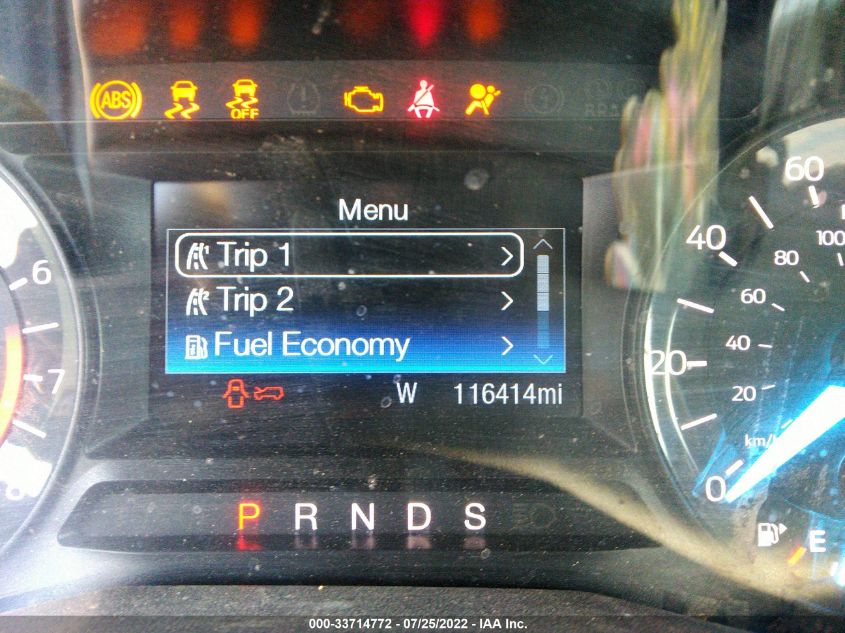 ABS
OFF
Menu
Trip 1
Trip 2
Fuel Economy
W 116414mi
P R N D S
6
7
8
60
40
20
0
100
80
60
40
20
km/
E
000-33714772 - 07/25/2022 - IAA Inc.